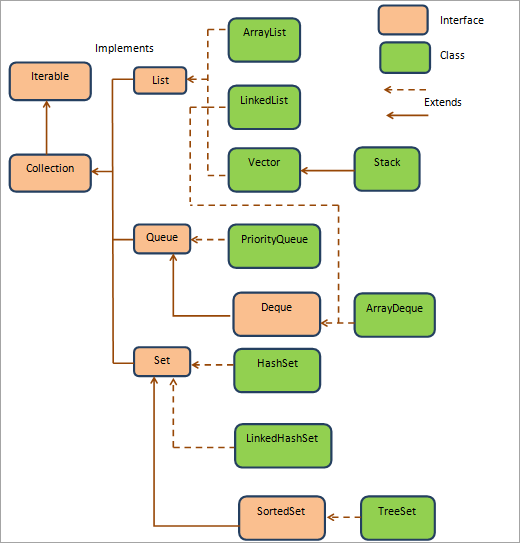 ArrayList
Interface
Implements
Class
Iterable
List
LinkedList
Extends
Collection
Vector
Stack
Queue
PriorityQueue
Deque
ArrayDeque
Set
HashSet
LinkedHashSet
SortedSet
TreeSet